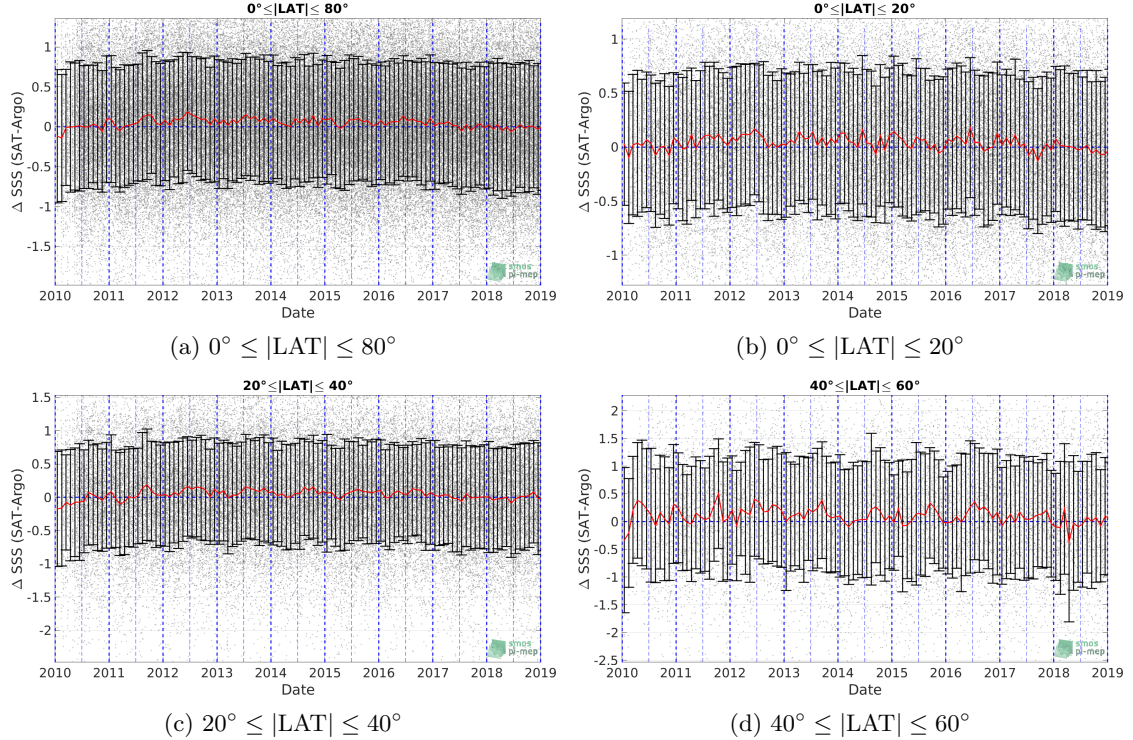 0°≤|LAT|≤ 80°
Δ SSS (SAT-Argo)
1
0.5
0
-0.5
-1
-1.5
2010 2011 2012 2013 2014 2015 2016 2017 2018 2019
Date
smos
pi-mep
(a) 0° ≤ |LAT| ≤ 80°
0°≤|LAT|≤ 20°
Δ SSS (SAT-Argo)
1
0.5
0
-0.5
-1
2010 2011 2012 2013 2014 2015 2016 2017 2018 2019
Date
smos
pi-mep
(b) 0° ≤ |LAT| ≤ 20°
20°≤|LAT|≤ 40°
Δ SSS (SAT-Argo)
1.5
1
0.5
0
-0.5
-1
-1.5
-2
2010 2011 2012 2013 2014 2015 2016 2017 2018 2019
Date
smos
pi-mep
(c) 20° ≤ |LAT| ≤ 40°
40°≤|LAT|≤ 60°
Δ SSS (SAT-Argo)
2
1.5
1
0.5
0
-0.5
-1
-1.5
-2
-2.5
2010 2011 2012 2013 2014 2015 2016 2017 2018 2019
Date
smos
pi-mep
(d) 40° ≤ |LAT| ≤ 60°